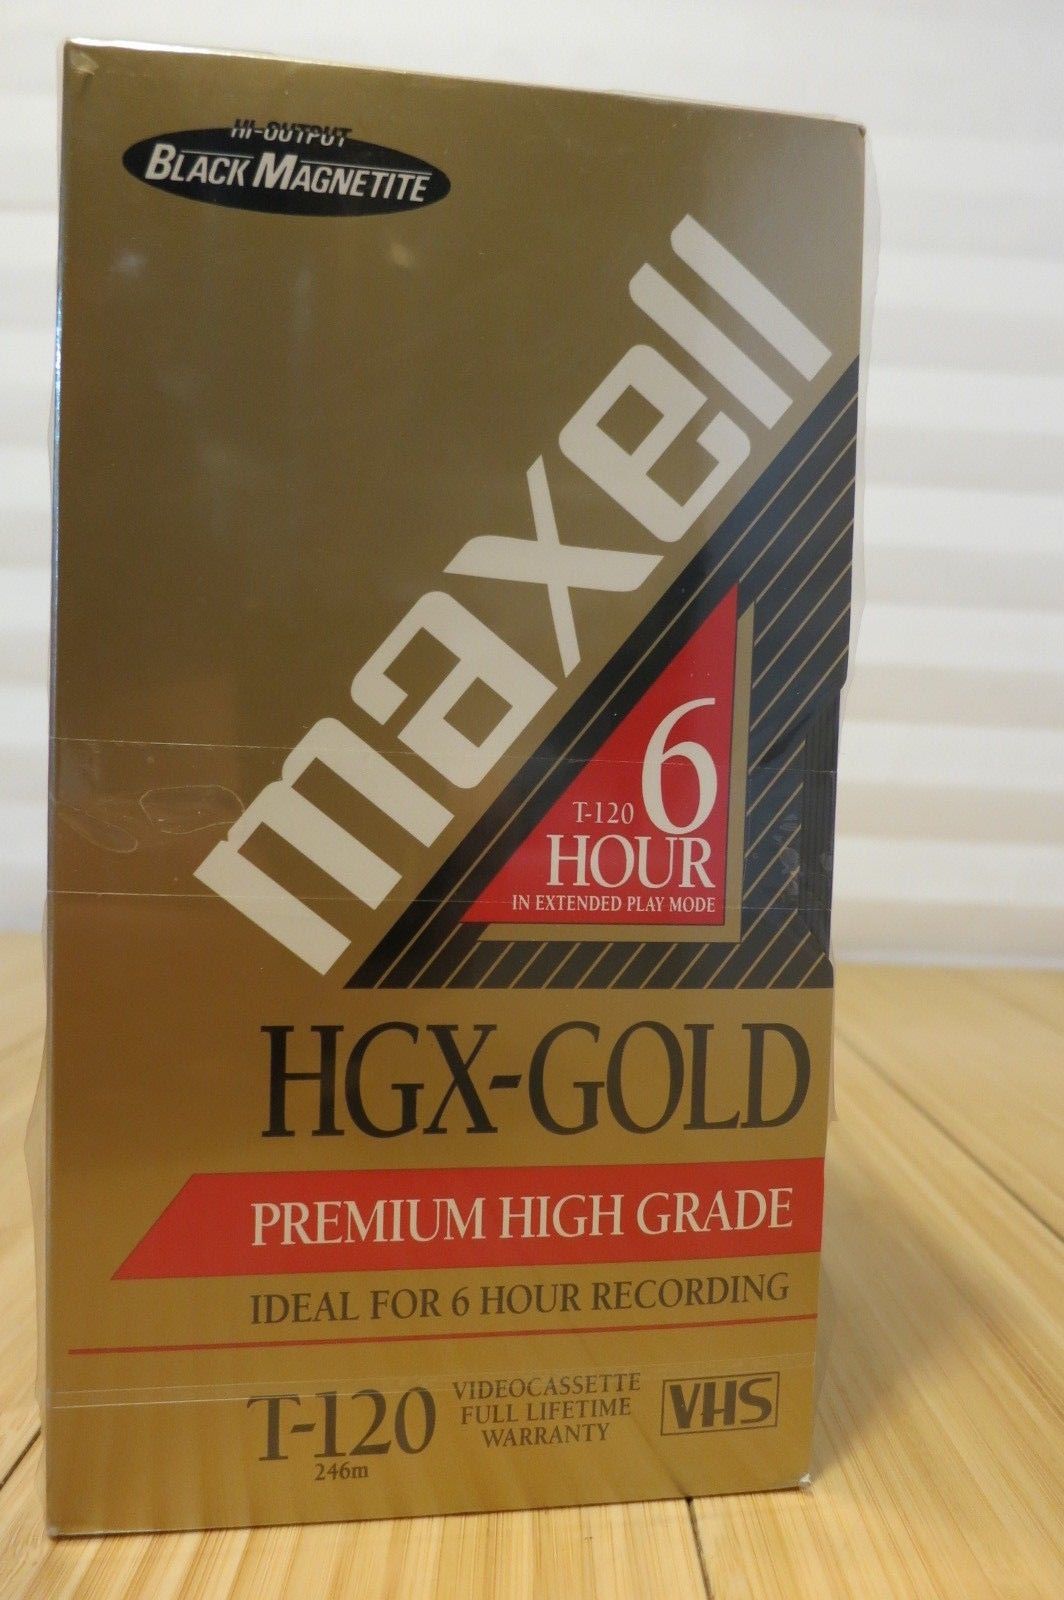 HI-OUTPUT
BLACK MAGNETITE
maxell
T-120 6
HOUR
IN EXTENDED PLAY MODE
HGX-GOLD
PREMIUM HIGH GRADE
IDEAL FOR 6 HOUR RECORDING
T-120
246m
VIDEOCASSETTE
FULL LIFETIME
WARRANTY
VHS